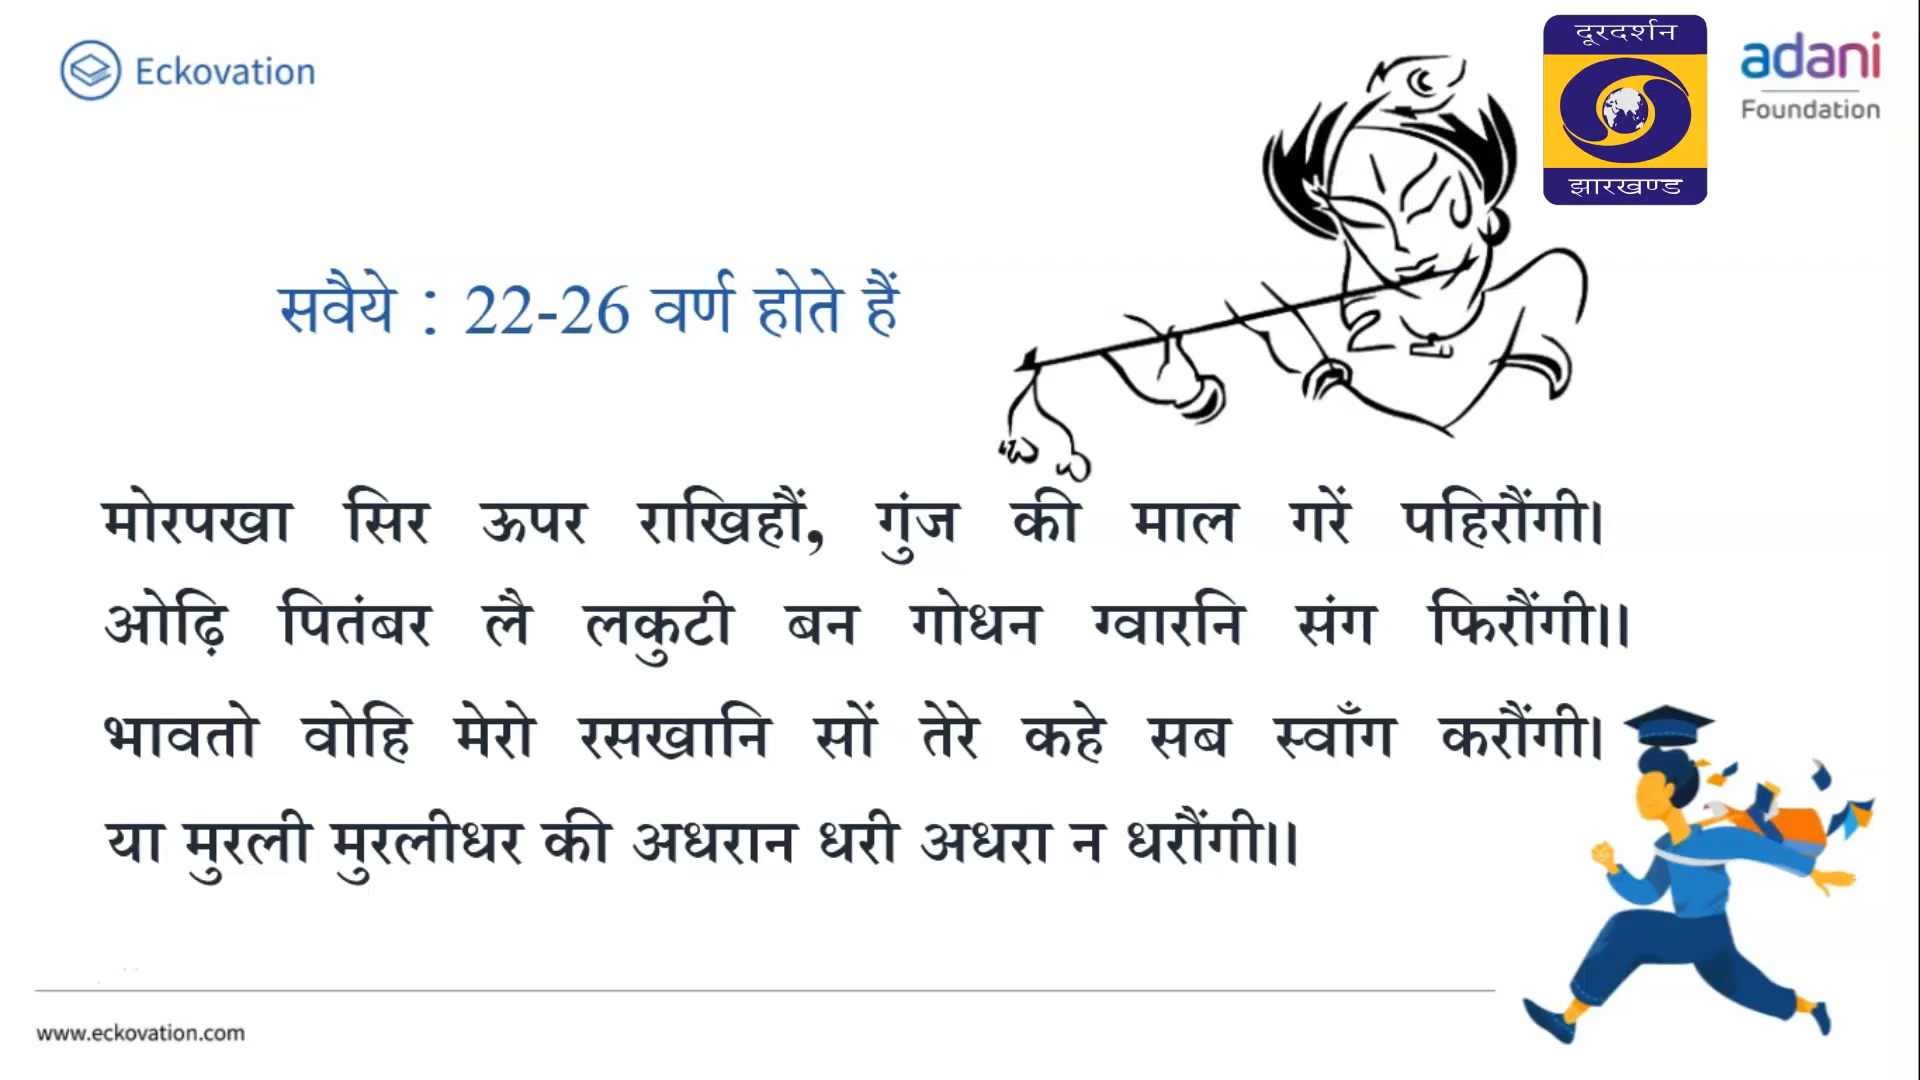 Eckovation
दूरदर्शन
झारखण्ड
adani
Foundation
सवैये : 22-26 वर्ण होते हैं
मोरपखा सिर ऊपर राखिहौं, गुंज की माल गरें पहिरौंगी।
ओढ़ि पितंबर लै लकुटी बन गोधन ग्वारनि संग फिरौंगी।।
भावतो वोहि मेरो रसखानि सों तेरे कहे सब स्वाँग करौंगी।
या मुरली मुरलीधर की अधरान धरी अधरा न धरौंगी।।
www.eckovation.com